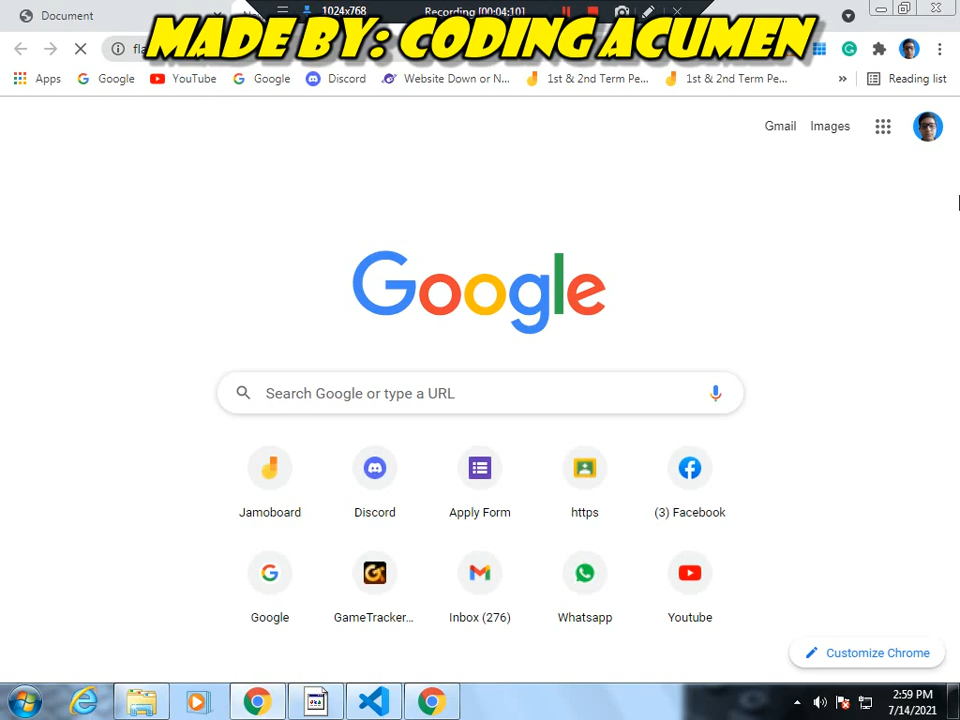 Document
1024x768
Recording [00:04:10]
MADE BY: CODING ACUMEN
Apps
Google
YouTube
Google
Discord
Website Down or N...
1st & 2nd Term Pe...
1st & 2nd Term Pe...
»
Reading list
Gmail
Images
Google
Search Google or type a URL
Jamoboard
Discord
Apply Form
https
(3) Facebook
Google
GameTracker...
Inbox (276)
Whatsapp
Youtube
Customize Chrome
2:59 PM
7/14/2021